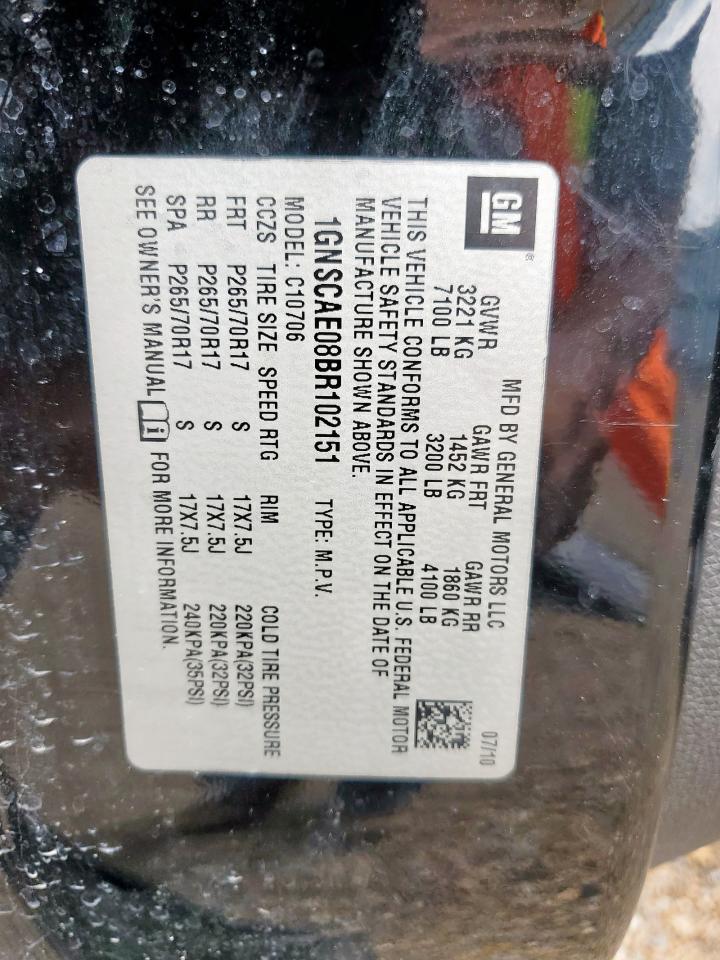 GM
®
MFD BY GENERAL MOTORS LLC 07/10
GVWR GAWR FRT GAWR RR
3221 KG 1452 KG 1860 KG
7100 LB 3200 LB 4100 LB
THIS VEHICLE CONFORMS TO ALL APPLICABLE U.S. FEDERAL MOTOR
VEHICLE SAFETY STANDARDS IN EFFECT ON THE DATE OF
MANUFACTURE SHOWN ABOVE.
1GNSCAE08BR102151 TYPE: M.P.V.
MODEL: C10706
CCZS TIRE SIZE SPEED RTG RIM COLD TIRE PRESSURE
FRT P265/70R17 S 17X7.5J 220KPA(32PSI)
RR P265/70R17 S 17X7.5J 220KPA(32PSI)
SPA P265/70R17 S 17X7.5J 240KPA(35PSI)
SEE OWNER'S MANUAL i FOR MORE INFORMATION.